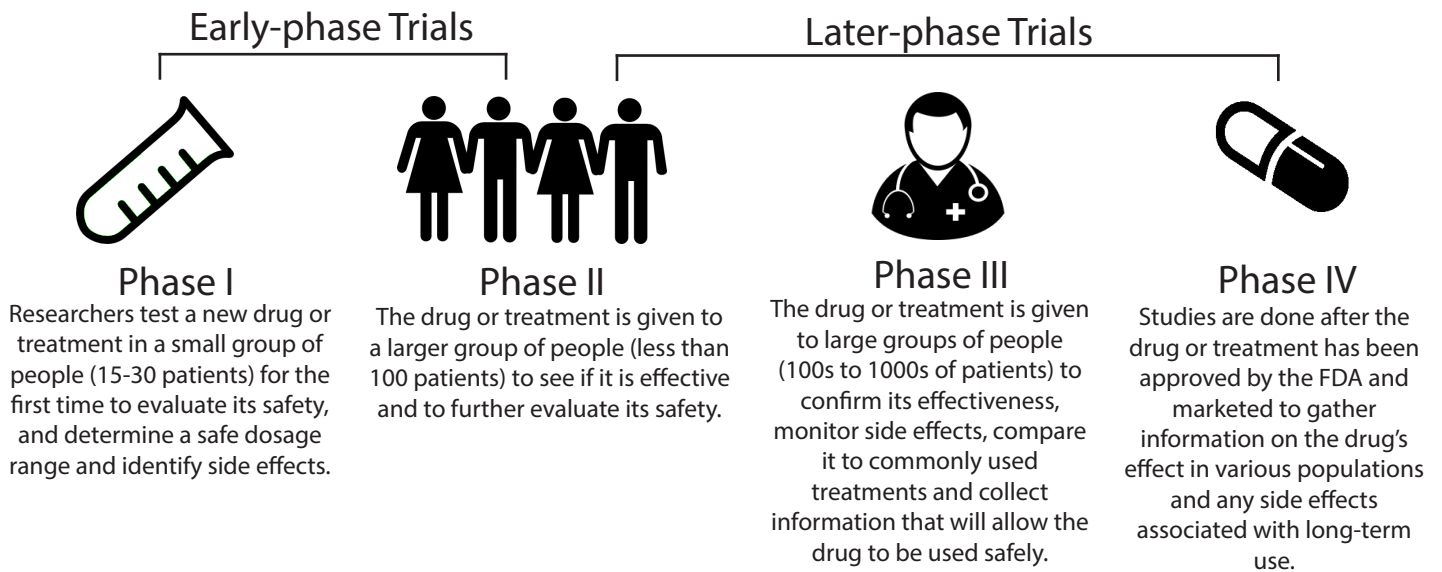 Early-phase Trials
Later-phase Trials
Phase I
Researchers test a new drug or
treatment in a small group of
people (15-30 patients) for the
first time to evaluate its safety,
and determine a safe dosage
range and identify side effects.
Phase II
The drug or treatment is given to
a larger group of people (less than
100 patients) to see if it is effective
and to further evaluate its safety.
Phase III
The drug or treatment is given
to large groups of people
(100s to 1000s of patients) to
confirm its effectiveness,
monitor side effects, compare
it to commonly used
treatments and collect
information that will allow the
drug to be used safely.
Phase IV
Studies are done after the
drug or treatment has been
approved by the FDA and
marketed to gather
information on the drug's
effect in various populations
and any side effects
associated with long-term
use.